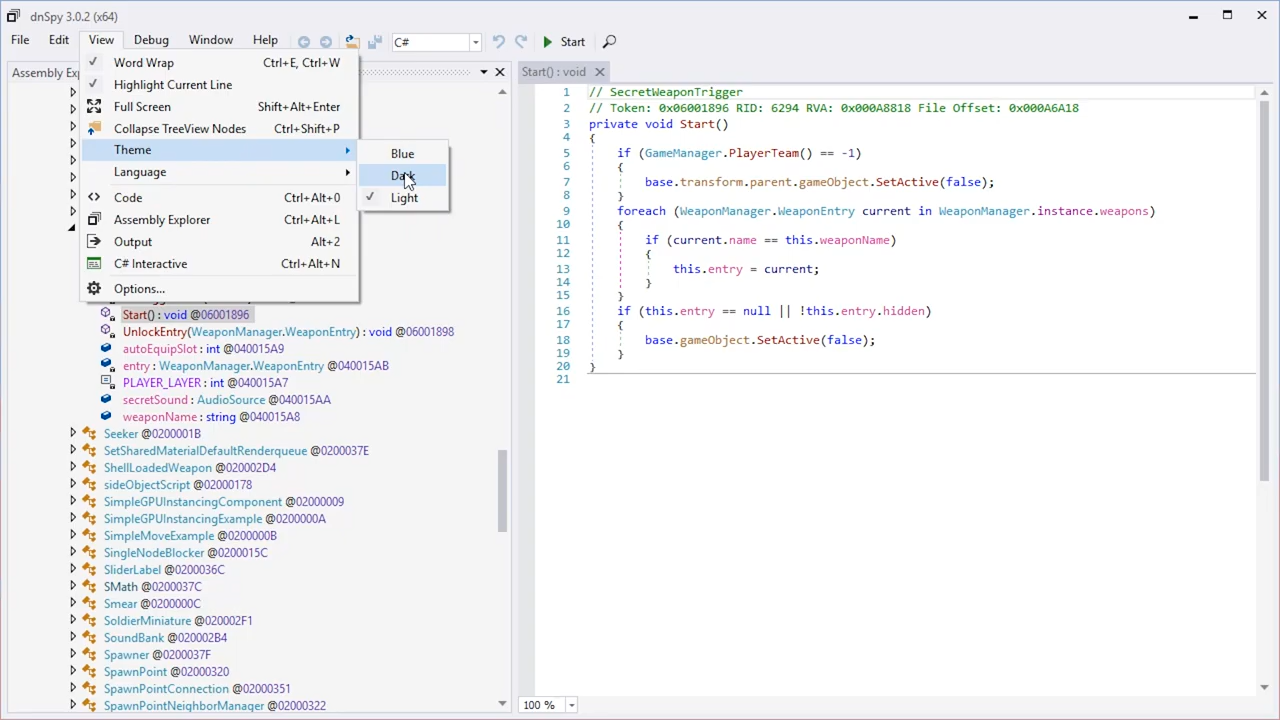 dnSpy 3.0.2 (x64)
File Edit View Debug Window Help C# Start
Assembly Exp
Word Wrap Ctrl+E, Ctrl+W
Highlight Current Line
Full Screen Shift+Alt+Enter
Collapse TreeView Nodes Ctrl+Shift+P
Theme
Language
Code Ctrl+Alt+0
Assembly Explorer Ctrl+Alt+L
Output Alt+2
C# Interactive Ctrl+Alt+N
Options...
Blue
Dark
Light
Start() : void @06001896
UnlockEntry(WeaponManager.WeaponEntry) : void @06001898
autoEquipSlot : int @040015A9
entry : WeaponManager.WeaponEntry @040015AB
PLAYER_LAYER : int @040015A7
secretSound : AudioSource @040015AA
weaponName : string @040015A8
Seeker @0200001B
SetSharedMaterialDefaultRenderqueue @0200037E
ShellLoadedWeapon @020002D4
sideObjectScript @02000178
SimpleGPUInstancingComponent @02000009
SimpleGPUInstancingExample @0200000A
SimpleMoveExample @0200000B
SingleNodeBlocker @0200015C
SliderLabel @0200036C
SMath @0200037C
Smear @0200000C
SoldierMiniature @020002F1
SoundBank @020002B4
Spawner @0200037F
SpawnPoint @02000320
SpawnPointConnection @02000351
SpawnPointNeighborManager @02000322
Start() : void
1 // SecretWeaponTrigger
2 // Token: 0x06001896 RID: 6294 RVA: 0x000A8818 File Offset: 0x000A6A18
3 private void Start()
4 {
5 if (GameManager.PlayerTeam() == -1)
6 {
7 base.transform.parent.gameObject.SetActive(false);
8 }
9 foreach (WeaponManager.WeaponEntry current in WeaponManager.instance.weapons)
10 {
11 if (current.name == this.weaponName)
12 {
13 this.entry = current;
14 }
15 }
16 if (this.entry == null || !this.entry.hidden)
17 {
18 base.gameObject.SetActive(false);
19 }
20 }
21
100 %